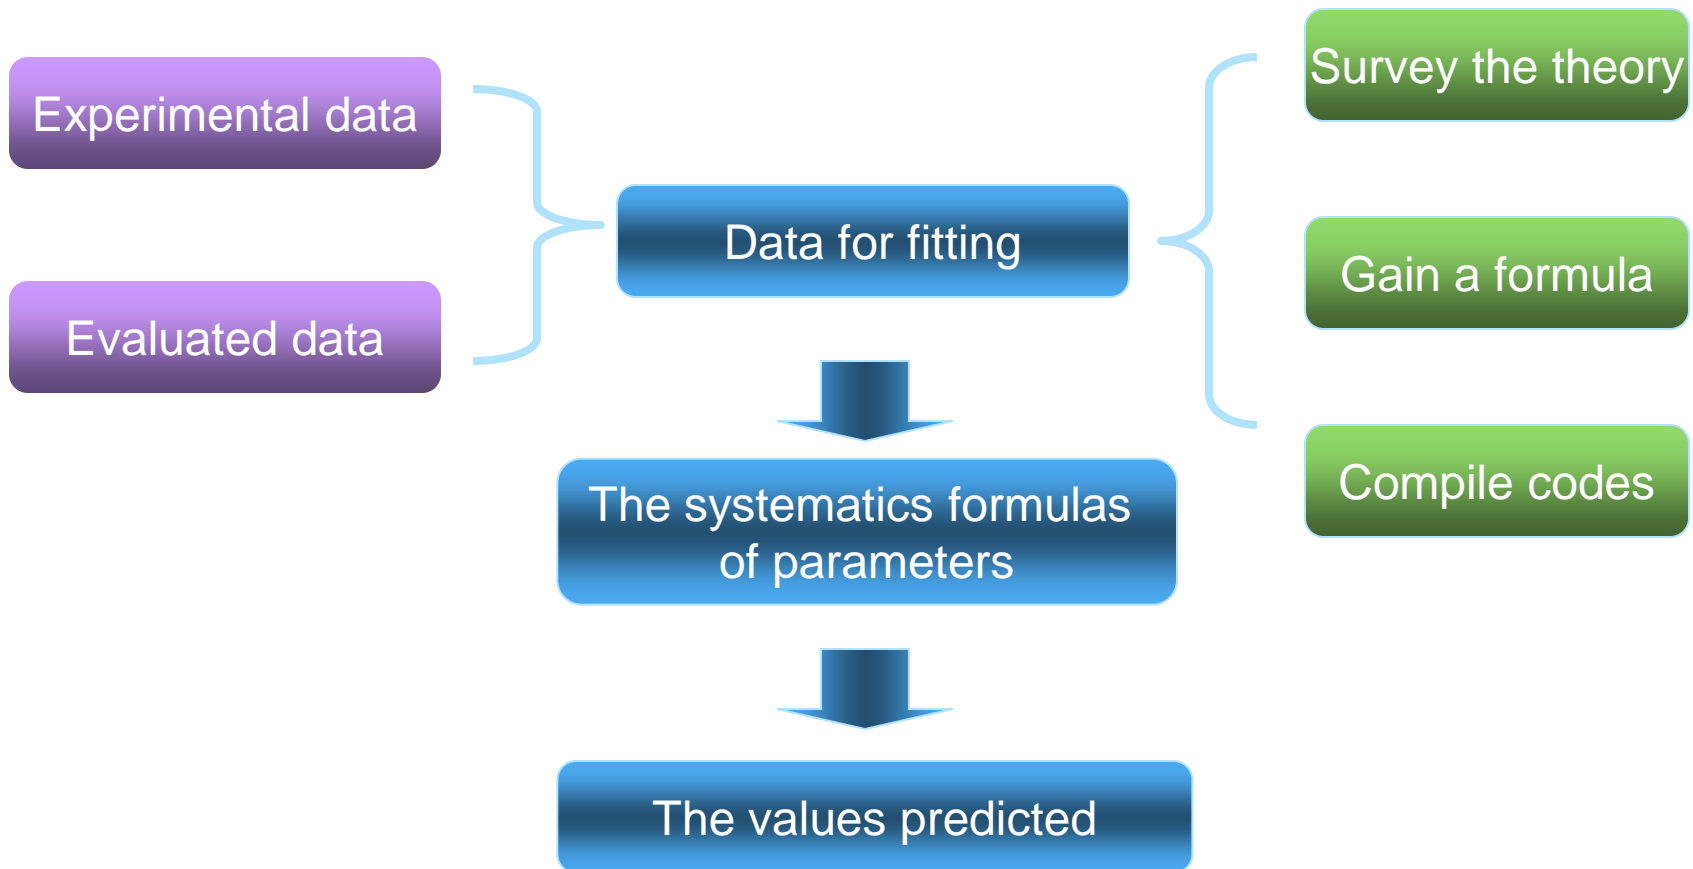 Experimental data
Evaluated data
Data for fitting
The systematics formulas
of parameters
The values predicted
Survey the theory
Gain a formula
Compile codes